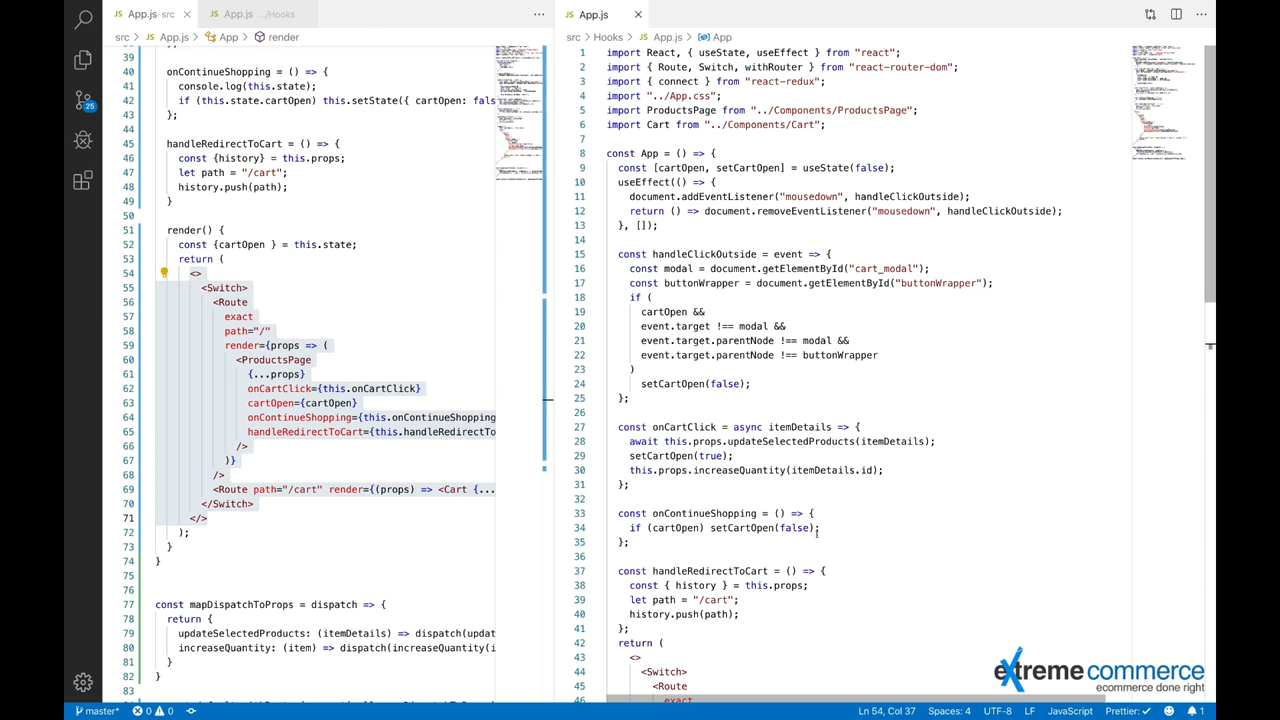 App.js src
App.js .../Hooks
src > App.js > App > render
39
40 onContinueShopping = () => {
41 console.log(this.state);
42 if (this.state.cartOpen) this.setState({ cartOpen: fals
43 };
44
45 handleRedirectToCart = () => {
46 const {history} = this.props;
47 let path = "/cart";
48 history.push(path);
49 }
50
51 render() {
52 const {cartOpen } = this.state;
53 return (
54 <>
55 <Switch>
56 <Route
57 exact
58 path="/"
59 render={props => (
60 <ProductsPage
61 {...props}
62 onCartClick={this.onCartClick}
63 cartOpen={cartOpen}
64 onContinueShopping={this.onContinueShopping
65 handleRedirectToCart={this.handleRedirectTo
66 />
67 )}
68 />
69 <Route path="/cart" render={(props) => <Cart {...
70 </Switch>
71 </>
72 );
73 }
74 }
75
76
77 const mapDispatchToProps = dispatch => {
78 return {
79 updateSelectedProducts: (itemDetails) => dispatch(updat
80 increaseQuantity: (item) => dispatch(increaseQuantity(i
81 }
82 }
83
App.js
src > Hooks > App.js > App
1 import React, { useState, useEffect } from "react";
2 import { Route, Switch, withRouter } from "react-router-dom";
3 import { connect } from "react-redux";
4 import "../App.css";
5 import ProductsPage from "../Components/ProductsPage";
6 import Cart from "../Components/Cart";
7
8 const App = () => {
9 const [cartOpen, setCartOpen] = useState(false);
10 useEffect(() => {
11 document.addEventListener("mousedown", handleClickOutside);
12 return () => document.removeEventListener("mousedown", handleClickOutside);
13 }, []);
14
15 const handleClickOutside = event => {
16 const modal = document.getElementById("cart_modal");
17 const buttonWrapper = document.getElementById("buttonWrapper");
18 if (
19 cartOpen &&
20 event.target !== modal &&
21 event.target.parentNode !== modal &&
22 event.target.parentNode !== buttonWrapper
23 )
24 setCartOpen(false);
25 };
26
27 const onCartClick = async itemDetails => {
28 await this.props.updateSelectedProducts(itemDetails);
29 setCartOpen(true);
30 this.props.increaseQuantity(itemDetails.id);
31 };
32
33 const onContinueShopping = () => {
34 if (cartOpen) setCartOpen(false);
35 };
36
37 const handleRedirectToCart = () => {
38 const { history } = this.props;
39 let path = "/cart";
40 history.push(path);
41 };
42 return (
43 <>
44 <Switch>
45 <Route
46 exact
25
extreme commerce
ecommerce done right
master* 0 0
Ln 54, Col 37 Spaces: 4 UTF-8 LF JavaScript Prettier: 1